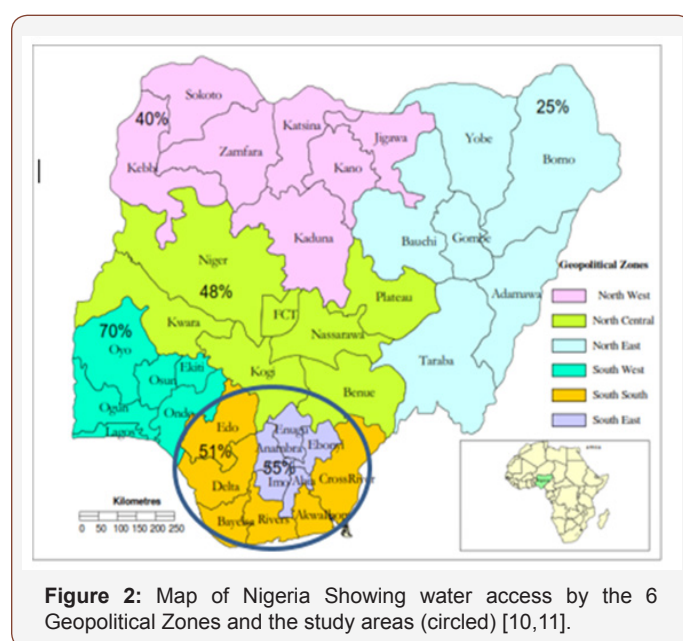 Sokoto
40%
Katsina
Jigawa
Yobe
25%
Kebbi
Zamfara
Kano
Borno
Kaduna
Bauchi
Gombe
Niger
48%
Geopolitical Zones
North West
North Central
North East
South West
South South
South East
Adamawa
Plateau
FCT
Kwara
Nassarawa
Taraba
70%
Oyo
Ekiti
Osun
Kogi
Benue
Ogun
Ondo
Lagos
Edo
Enugu
Ebonyi
Anambra
51%
55%
Imo
Abia
CrossRiver
Delta
Bayelsa
Rivers
AkwaIbom
Kilometres
0 50 100 150 200 250
Figure 2: Map of Nigeria Showing water access by the 6
Geopolitical Zones and the study areas (circled) [10,11].